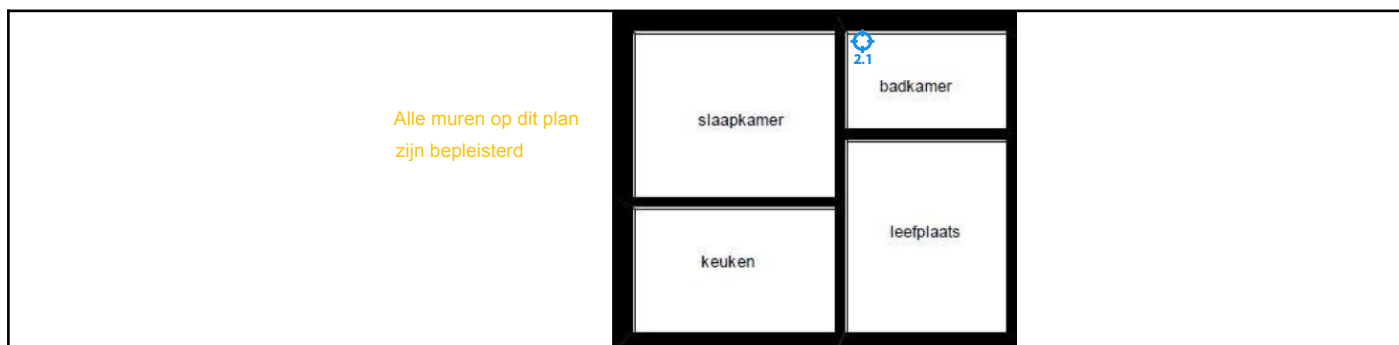 Alle muren op dit plan
zijn bepleisterd
slaapkamer
2.1
badkamer
keuken
leefplaats